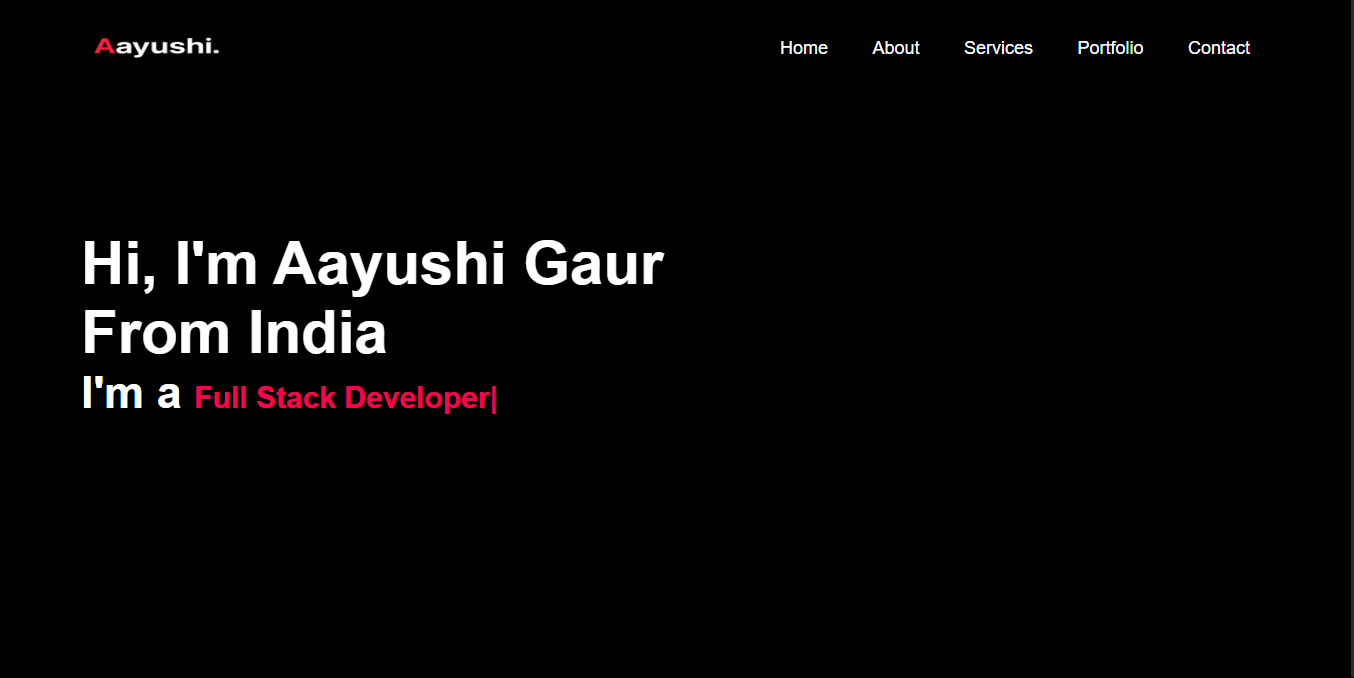 Aayushi.
Home About Services Portfolio Contact
Hi, I'm Aayushi Gaur
From India
I'm a Full Stack Developer|